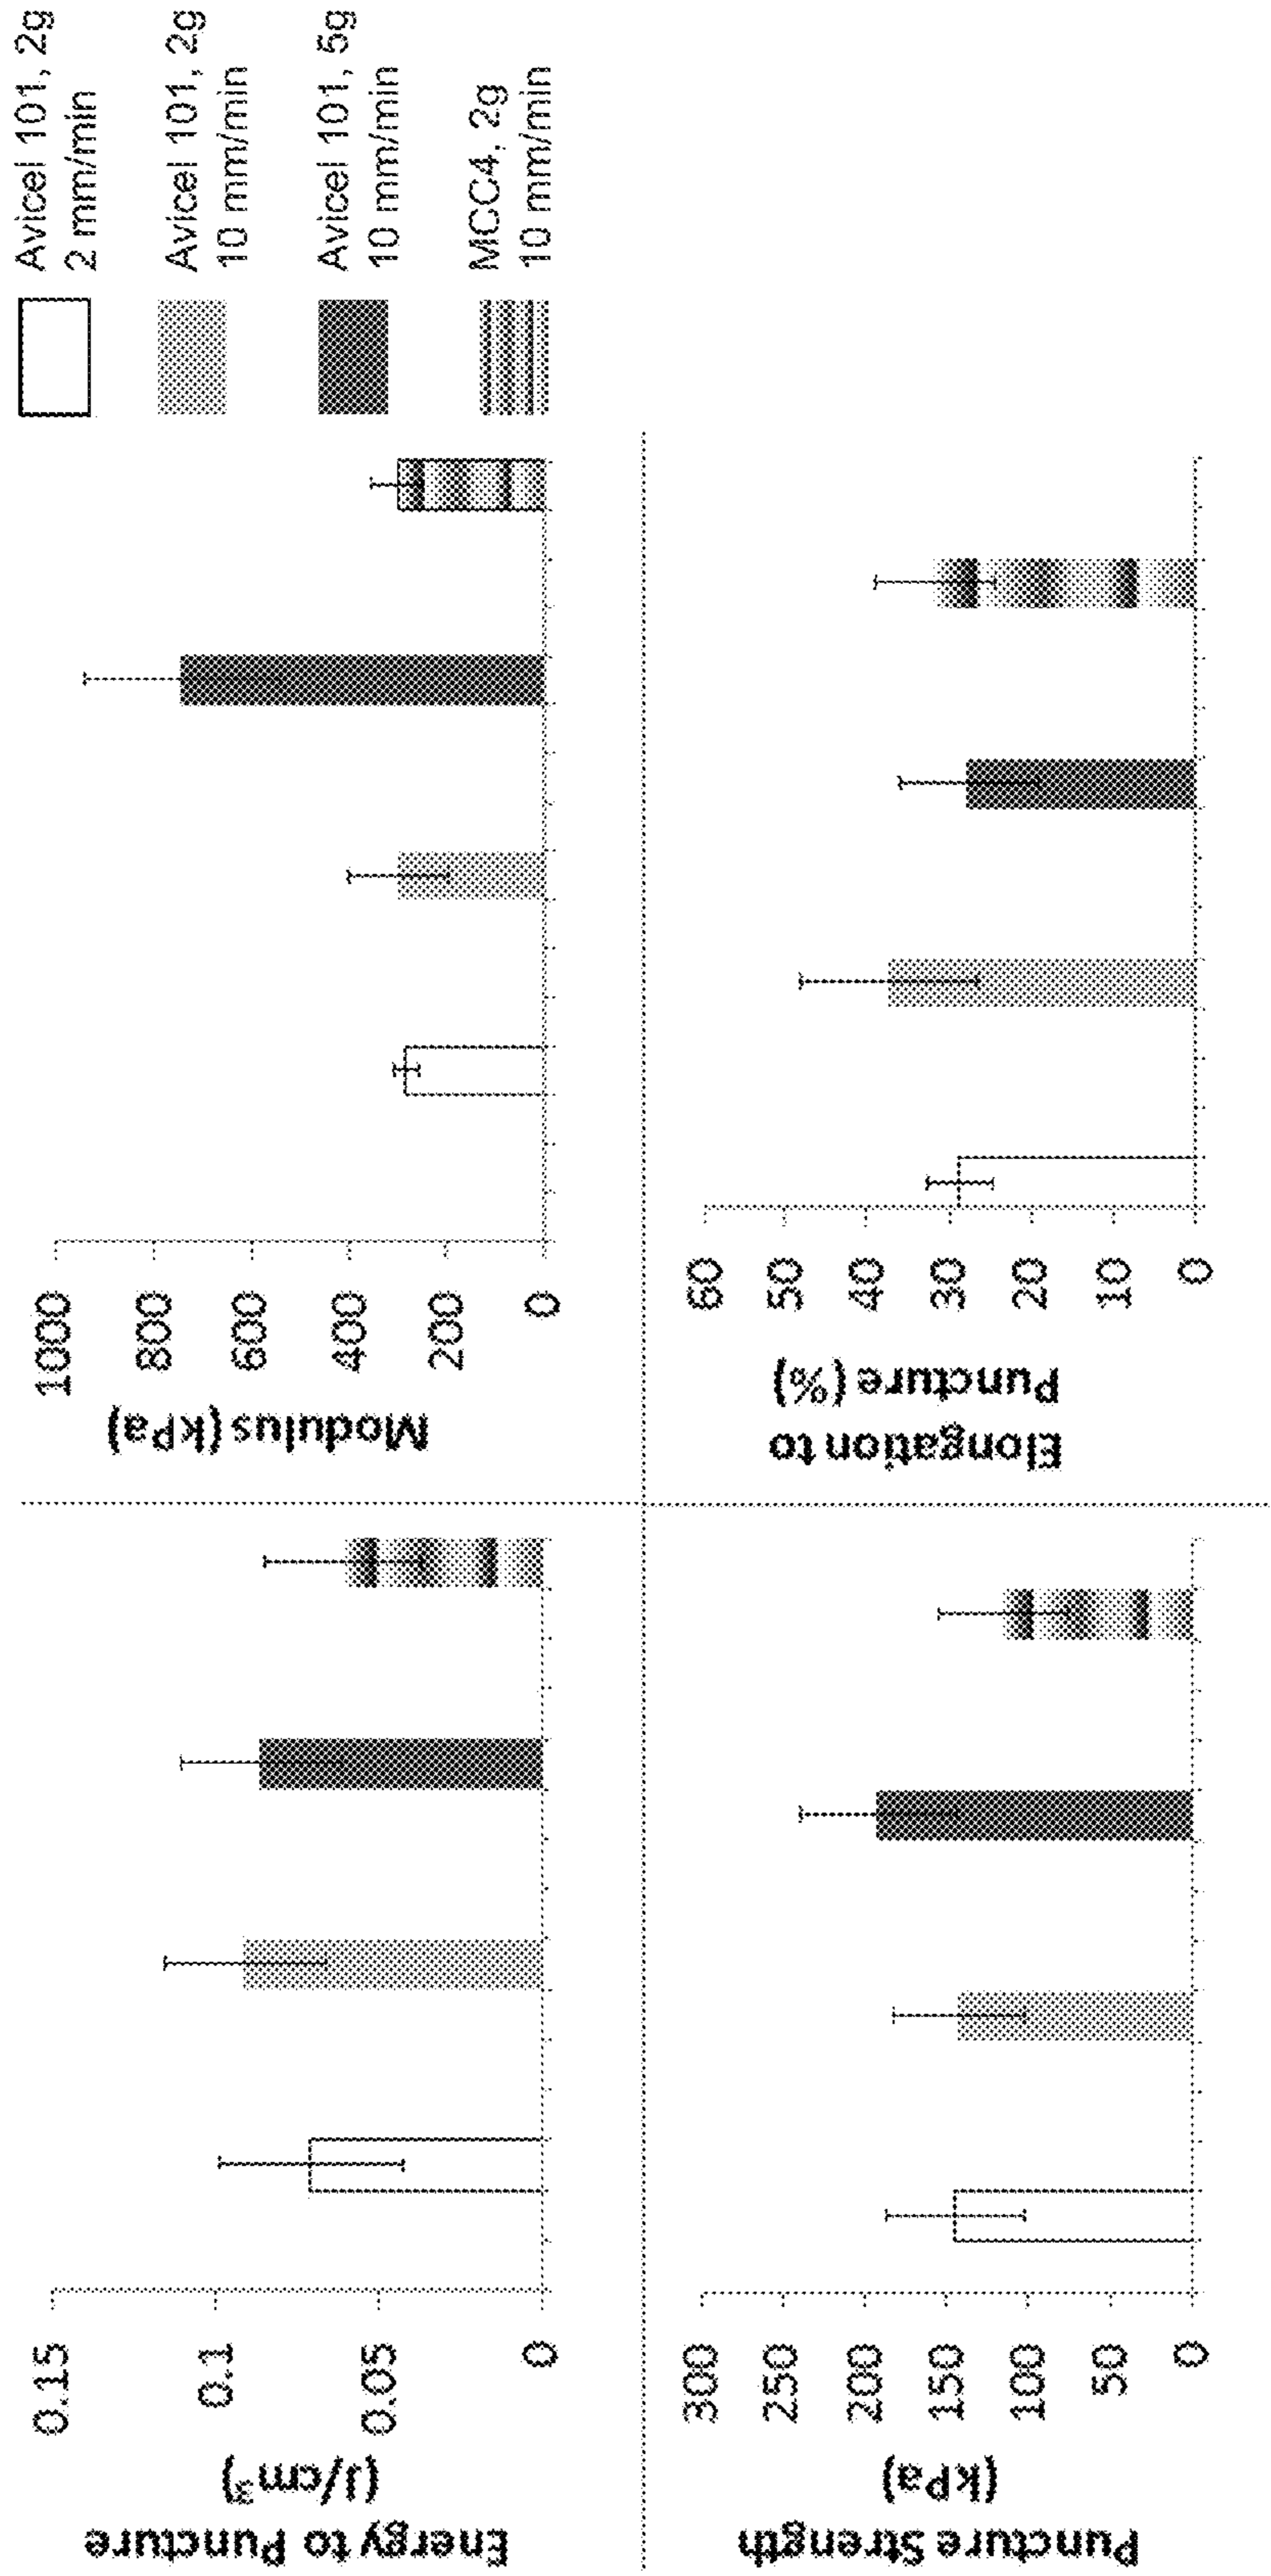 Energy to Puncture
(J/cm³)
0.15
0.1
0.05
0
Modulus (kPa)
1000
800
600
400
200
0
Avicel 101, 2g
2 mm/min
Avicel 101, 2g
10 mm/min
Avicel 101, 5g
10 mm/min
MCC4, 2g
10 mm/min
Puncture Strength
(kPa)
300
250
200
150
100
50
0
Elongation to
Puncture (%)
60
50
40
30
20
10
0